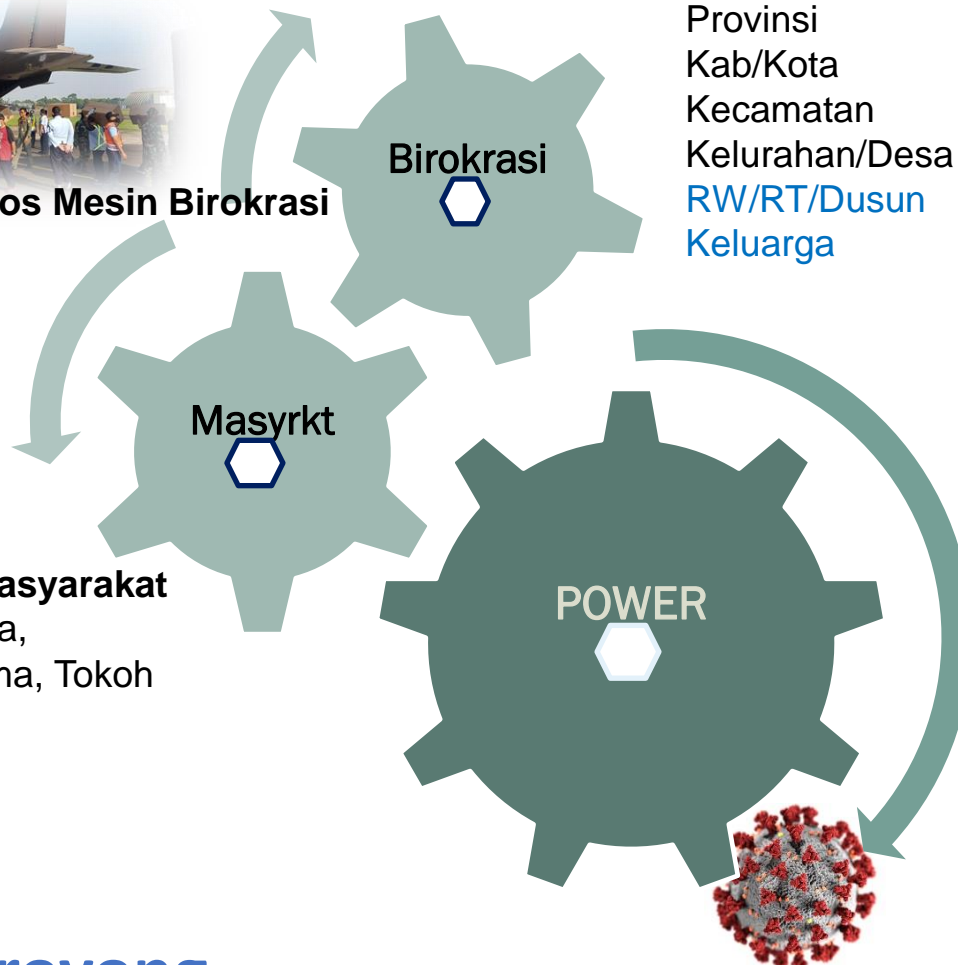 Provinsi
Kab/Kota
Kecamatan
Kelurahan/Desa
RW/RT/Dusun
Keluarga
Birokrasi
os Mesin Birokrasi
Masyrkt
asyarakat
a,
na, Tokoh
POWER